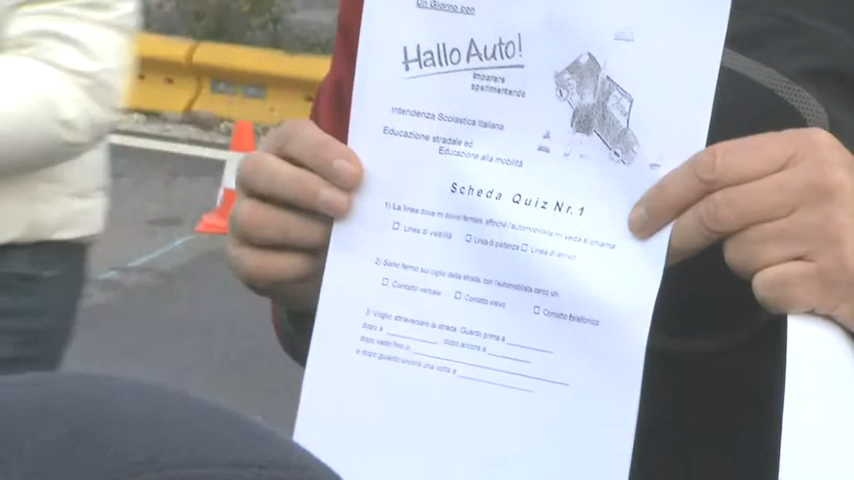 Un Giorno con
Hallo Auto!
Imparare
sperimentando
Intendenza Scolastica Italiana
Educazione stradale ed
Educazione alla mobilità
Scheda Quiz Nr. 1
1) La linea dove mi devo fermare, affinché l'automobilista mi veda si chiama
Linea di visibilità Linea di partenza Linea di arrivo
2) Sono fermo sul ciglio della strada, con l'automobilista cerco un
Contatto verbale Contatto visivo Contatto telefonico
3) Voglio attraversare la strada. Guardo prima a
dopo a dopo ancora a
dopo vado fino
e dopo guardo ancora una volta a